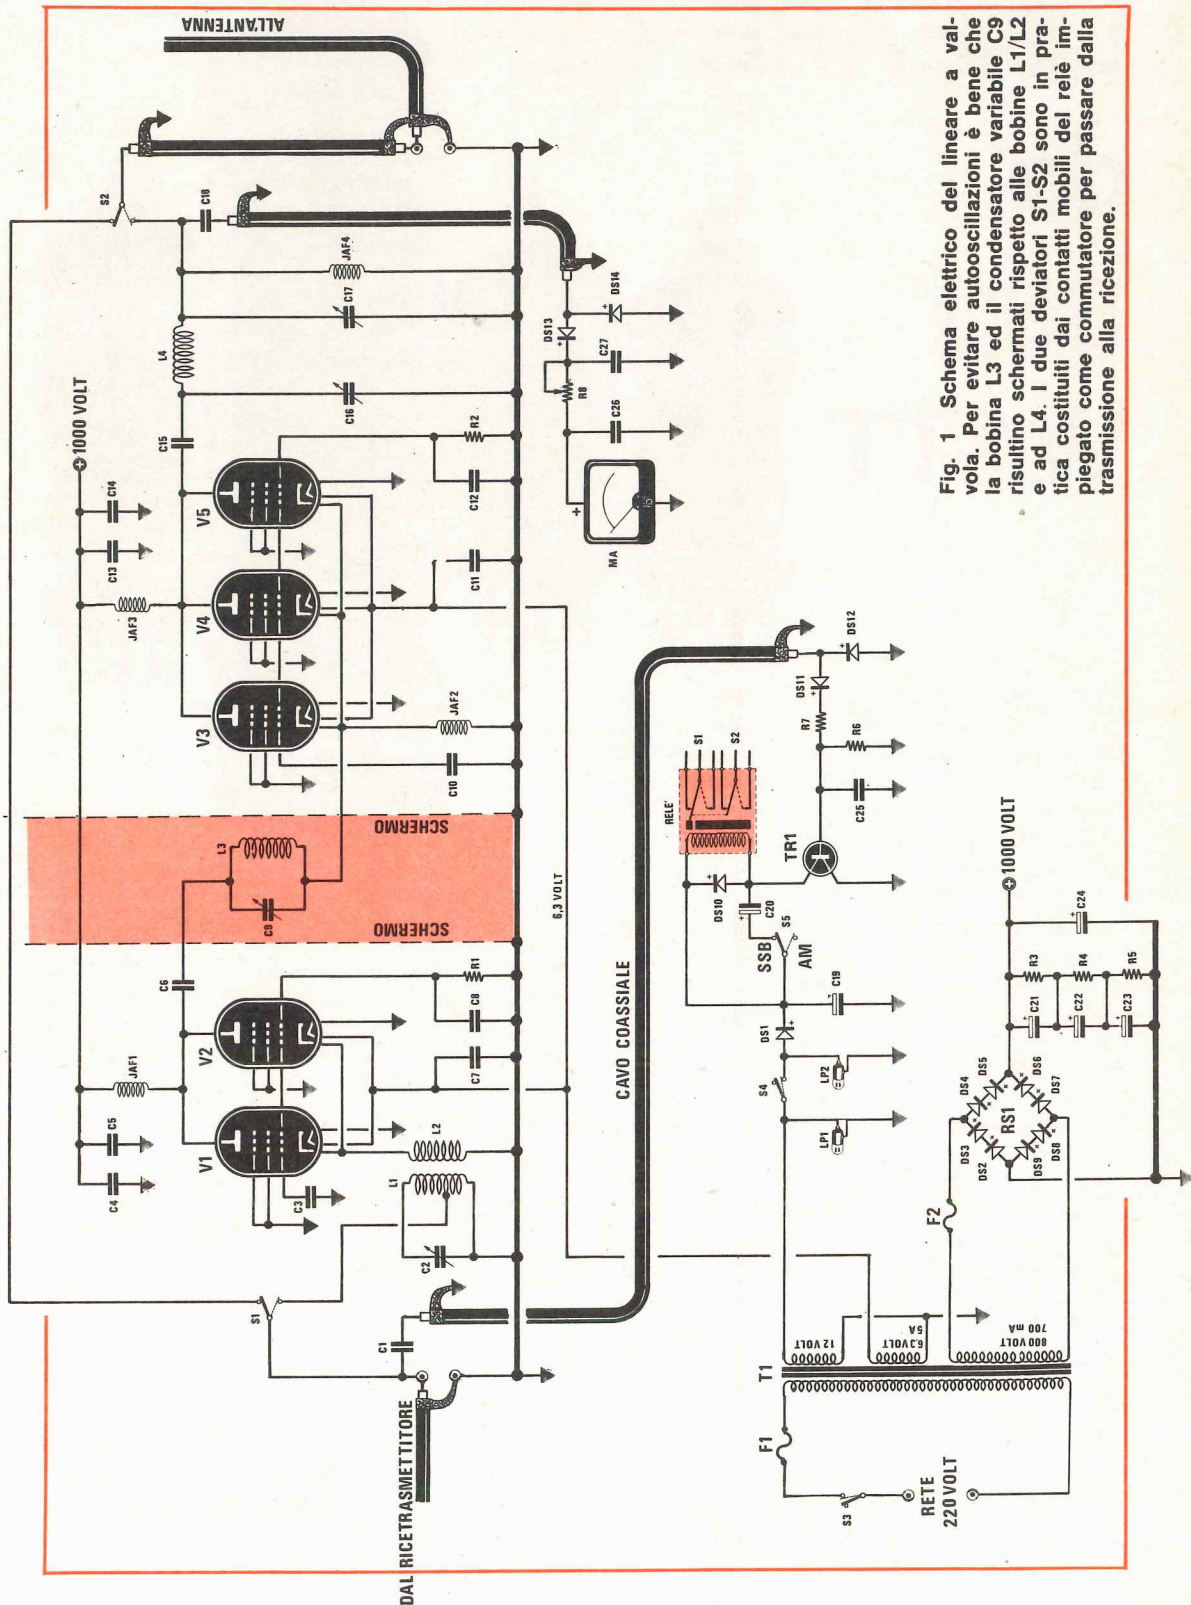 DAL RICETRASMETTITORE
ALL'ANTENNA
S1
S2
C1
C2
L1
L2
C3
C4
C5
JAF1
V1
V2
C6
C7
C8
R1
SCHERMO
SCHERMO
C9
L3
+1000 VOLT
JAF3
C13
C14
V3
V4
V5
C10
JAF2
C11
C12
R2
C15
L4
C16
C17
JAF4
C18
6,3 VOLT
CAVO COASSIALE
MA
+
C26
R8
C27
DS13
+
DS14
+
RETE
220 VOLT
S3
F1
T1
12 VOLT
6,3 VOLT
5A
800 VOLT
700 mA
S4
LP1
LP2
DS1
+
C19
SSB
AM
S5
C20
+
DS10
+
RELE'
S1
S2
TR1
C25
R7
R6
DS11
+
DS12
+
F2
RS1
DS2
DS3
DS4
DS5
DS6
DS7
DS8
DS9
+1000 VOLT
C21
C22
C23
R3
R4
R5
C24
+
Fig. 1 Schema elettrico del lineare a val-
vola. Per evitare autooscillazioni è bene che
la bobina L3 ed il condensatore variabile C9
risultino schermati rispetto alle bobine L1/L2
e ad L4. I due deviatori S1-S2 sono in pra-
tica costituiti dai contatti mobili del relè im-
piegato come commutatore per passare dalla
trasmissione alla ricezione.